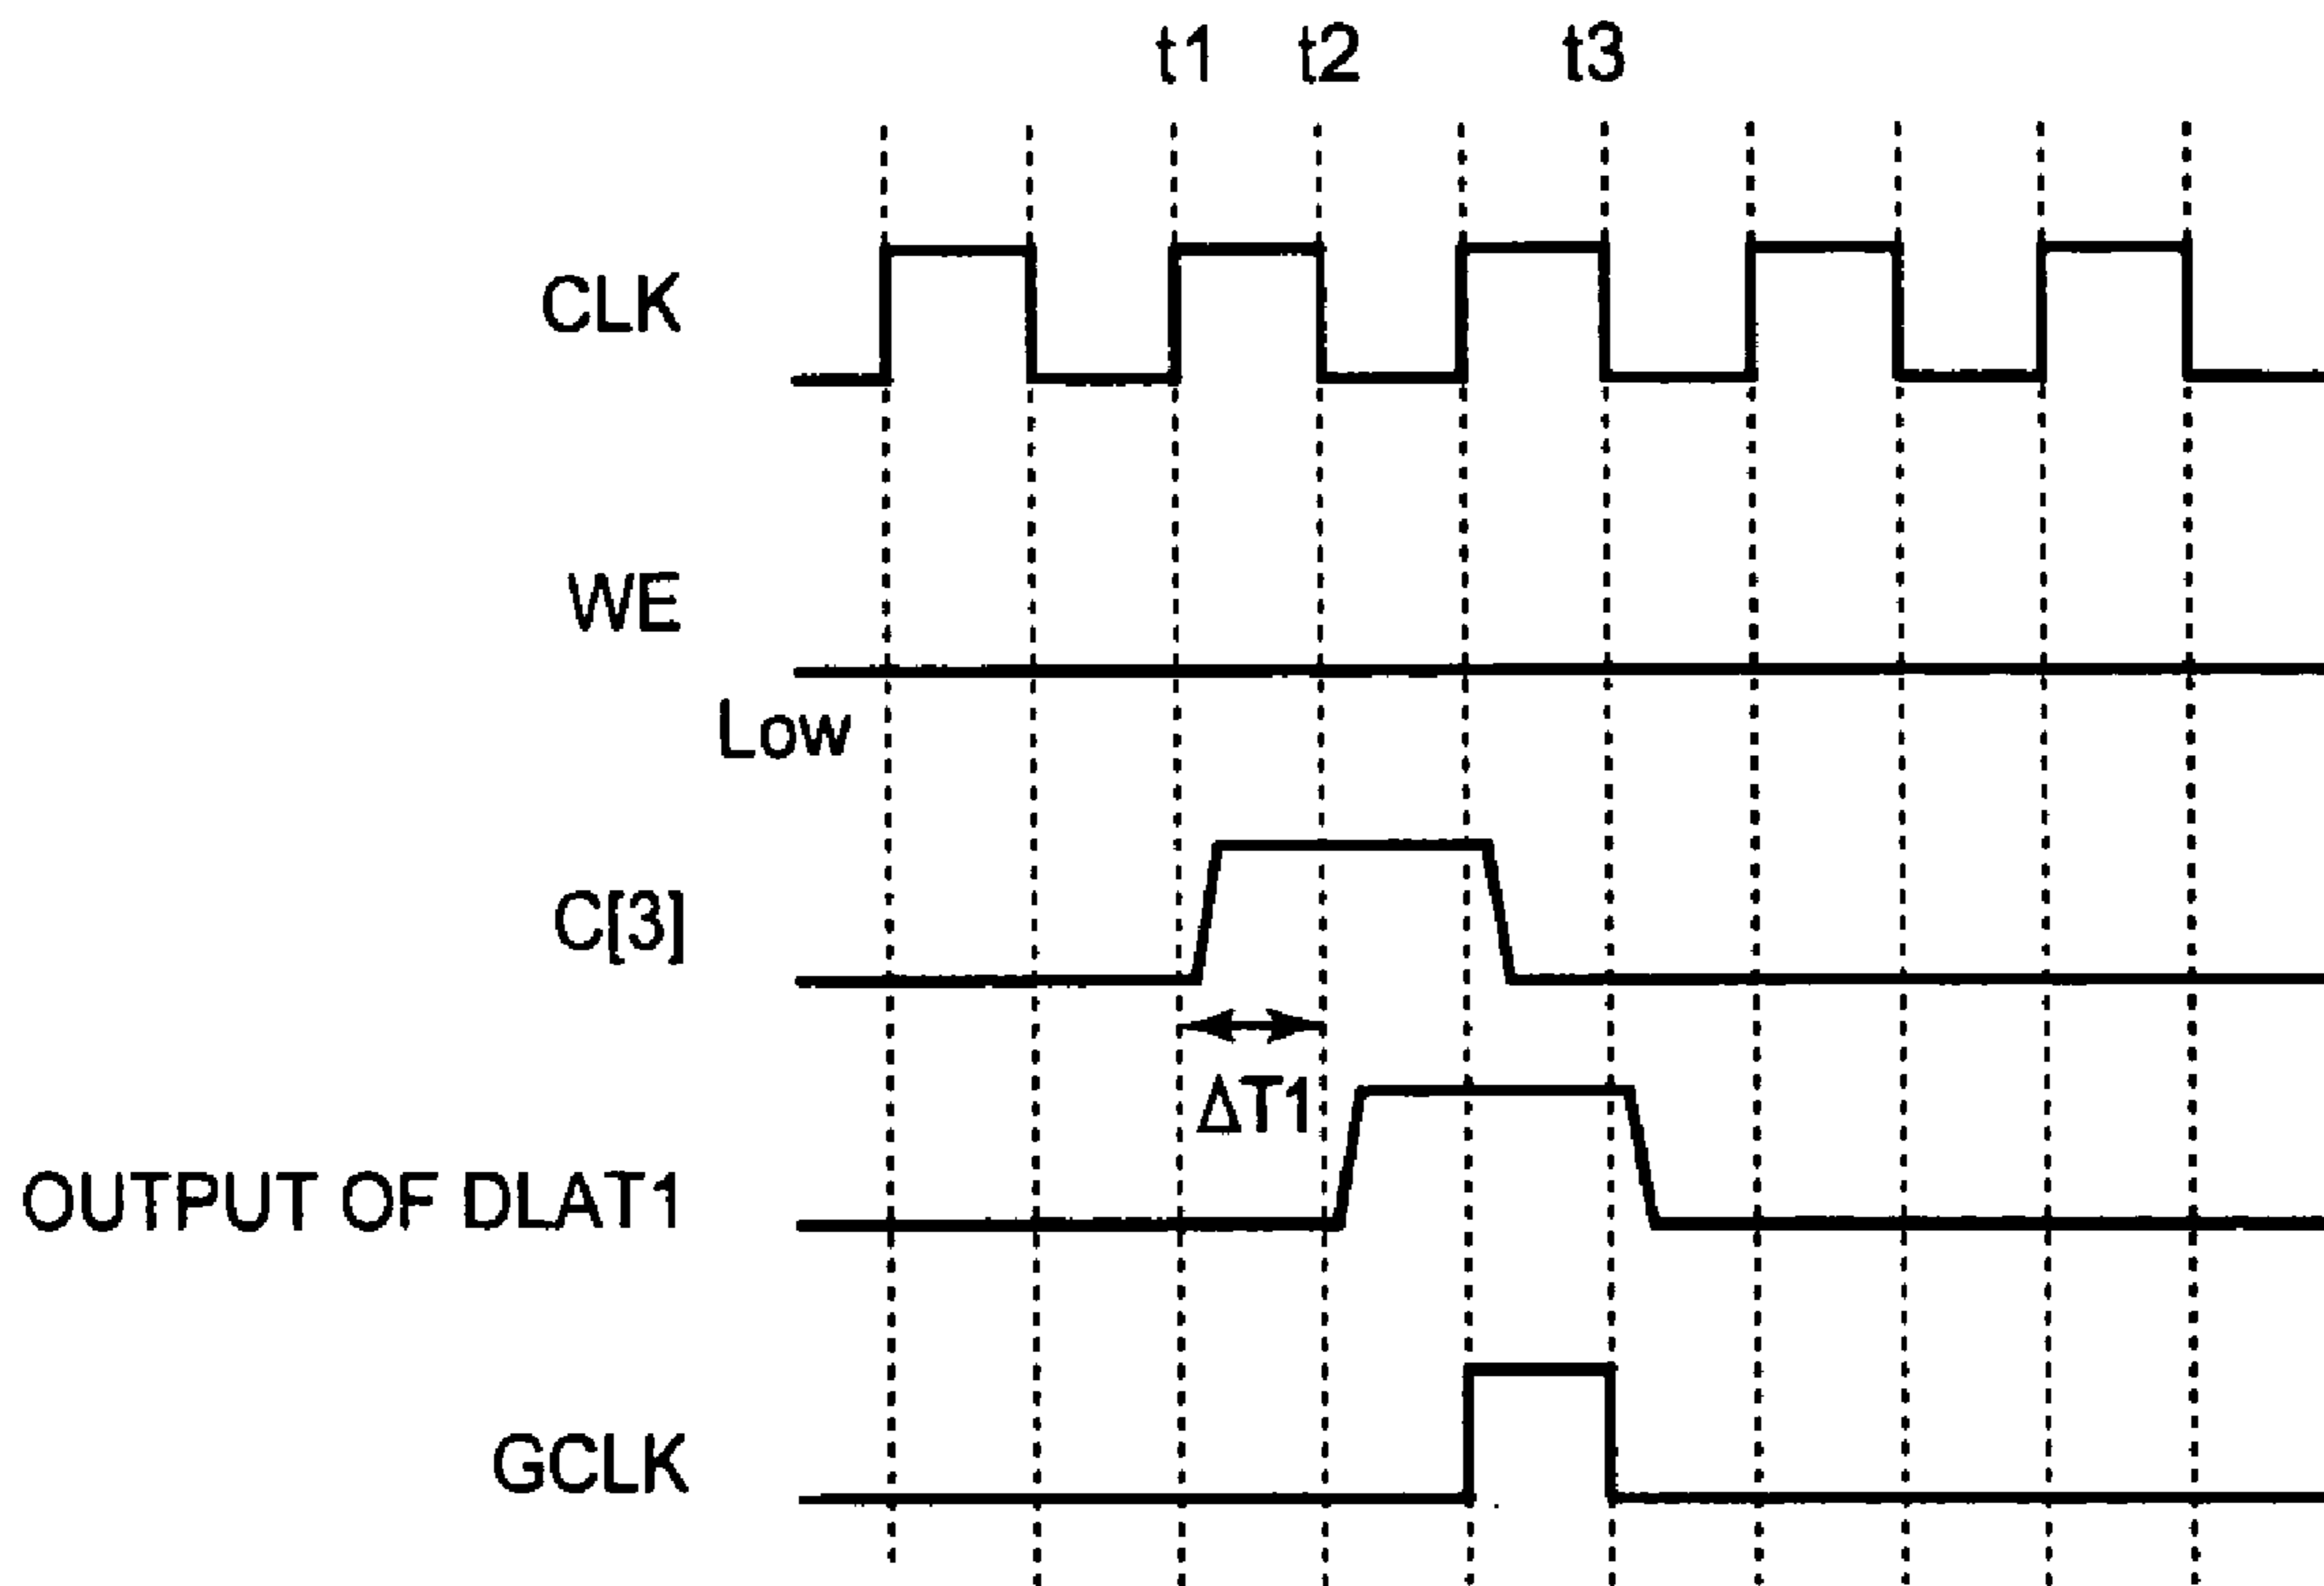 t1 t2 t3
CLK
WE
Low
C[3]
ΔT1
OUTPUT OF DLAT1
GCLK